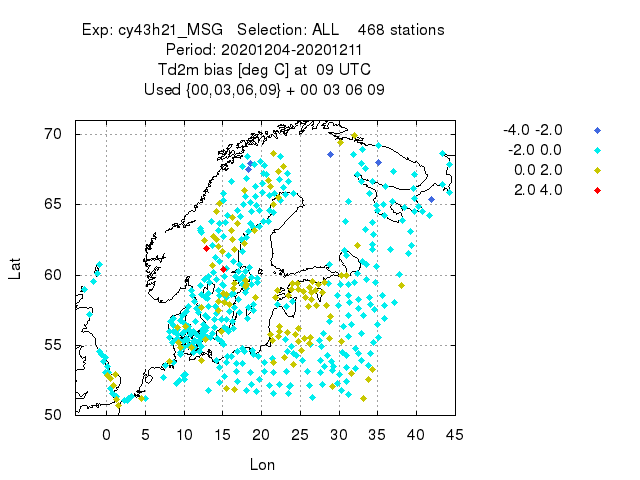 Exp: cy43h21_MSG Selection: ALL 468 stations
Period: 20201204-20201211
Td2m bias [deg C] at 09 UTC
Used {00,03,06,09} + 00 03 06 09
-4.0 -2.0
-2.0 0.0
0.0 2.0
2.0 4.0
70
65
60
55
50
Lat
0 5 10 15 20 25 30 35 40 45
Lon